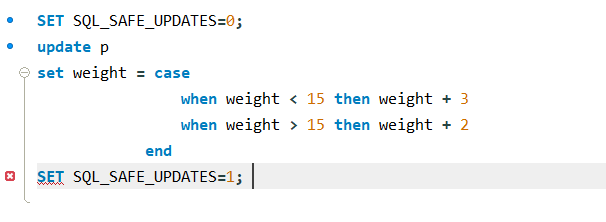 SET SQL_SAFE_UPDATES=0;
update p
set weight = case
when weight < 15 then weight + 3
when weight > 15 then weight + 2
end
SET SQL_SAFE_UPDATES=1;